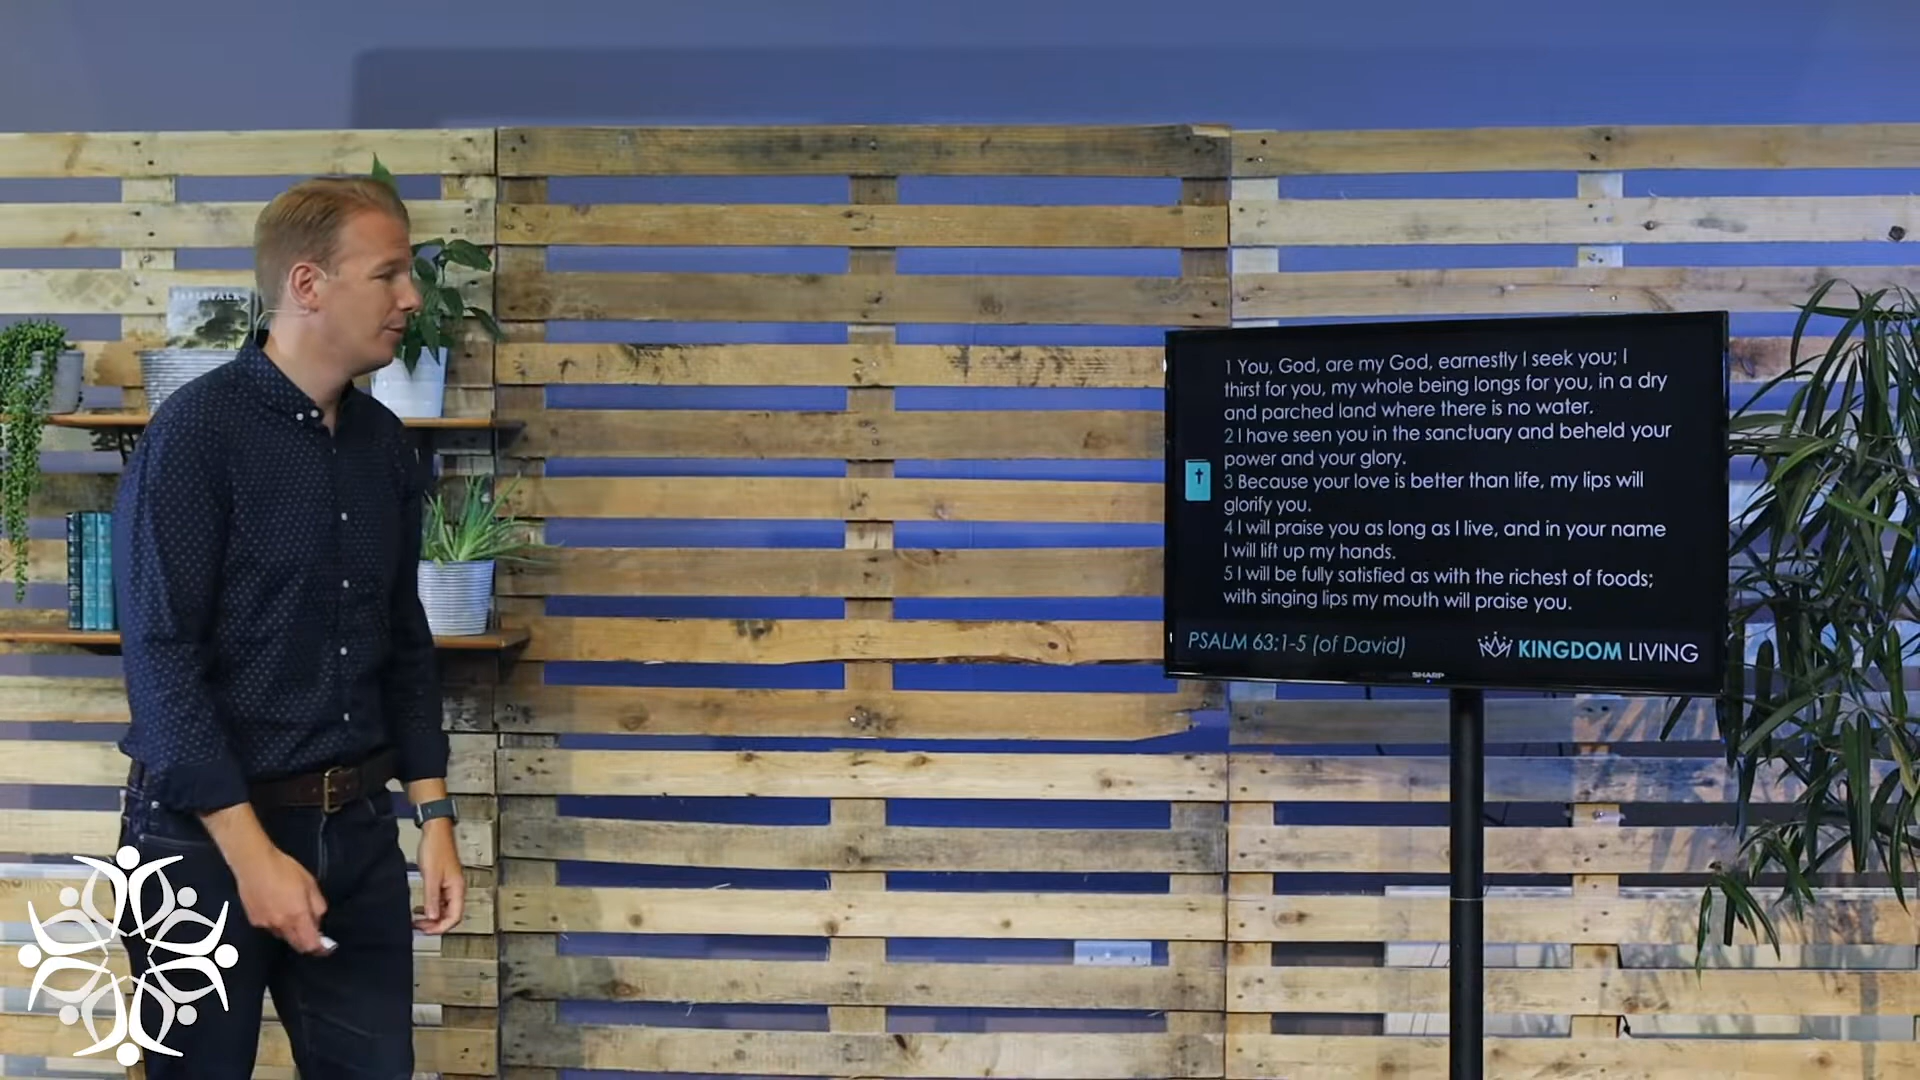 TABLETALK
1 You, God, are my God, earnestly I seek you; I
thirst for you, my whole being longs for you, in a dry
and parched land where there is no water.
2 I have seen you in the sanctuary and beheld your
power and your glory.
3 Because your love is better than life, my lips will
glorify you.
4 I will praise you as long as I live, and in your name
I will lift up my hands.
5 I will be fully satisfied as with the richest of foods;
with singing lips my mouth will praise you.
PSALM 63:1-5 (of David)
KINGDOM LIVING
SHARP